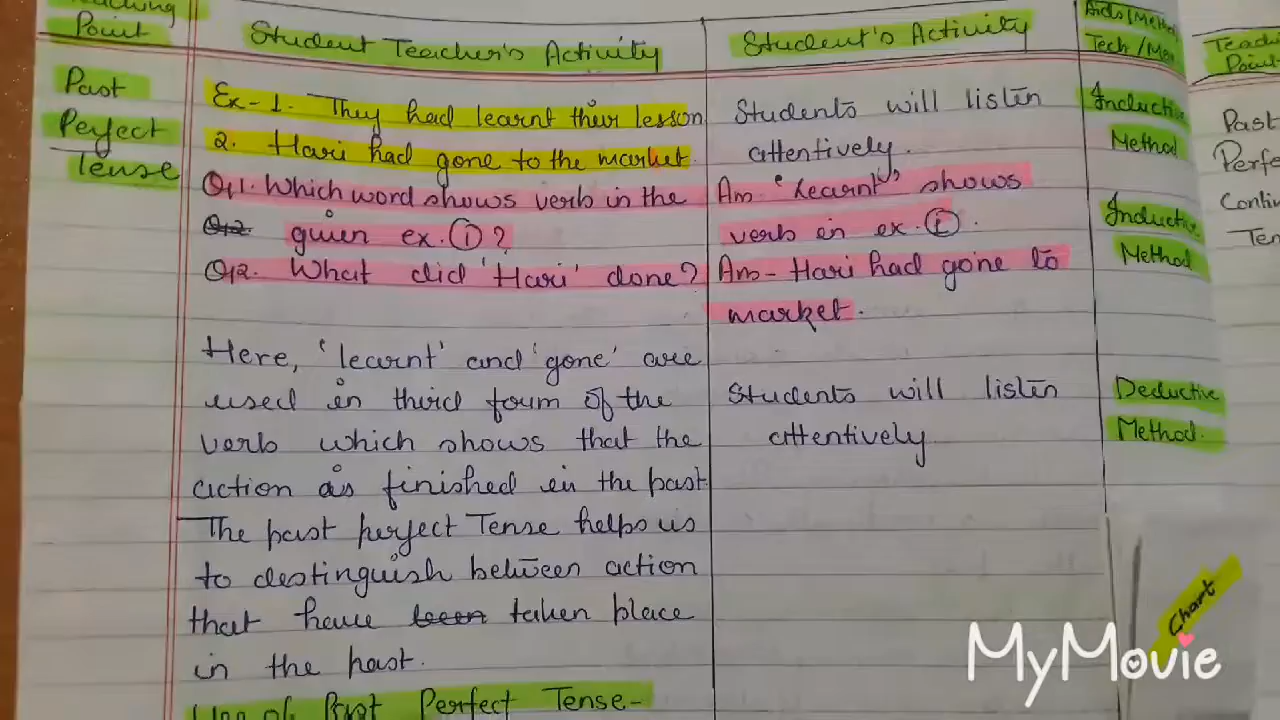 Point
Student Teacher's Activity
Student's Activity
Tech
Past
Perfect
Tense
Ex-1. They had learnt their lesson
2. Hari had gone to the market.
Q1. Which word shows verb in the
given ex. (i)?
Q2. What did 'Hari' done?
Here, 'learnt' and 'gone' are
used in third form of the
verb which shows that the
action is finished in the past
The past perfect Tense helps us
to destinguish between action
that have been taken place
in the past.
Use of Past Perfect Tense-
Students will listen
attentively.
Ans "learnt" shows
verb in ex. (i).
Ans- Hari had gone to
market.
Students will listen
attentively
Inductive
Method
Inductive
Method
Deductive
Method.
Chart
Point
Past
Ten
MyMovie